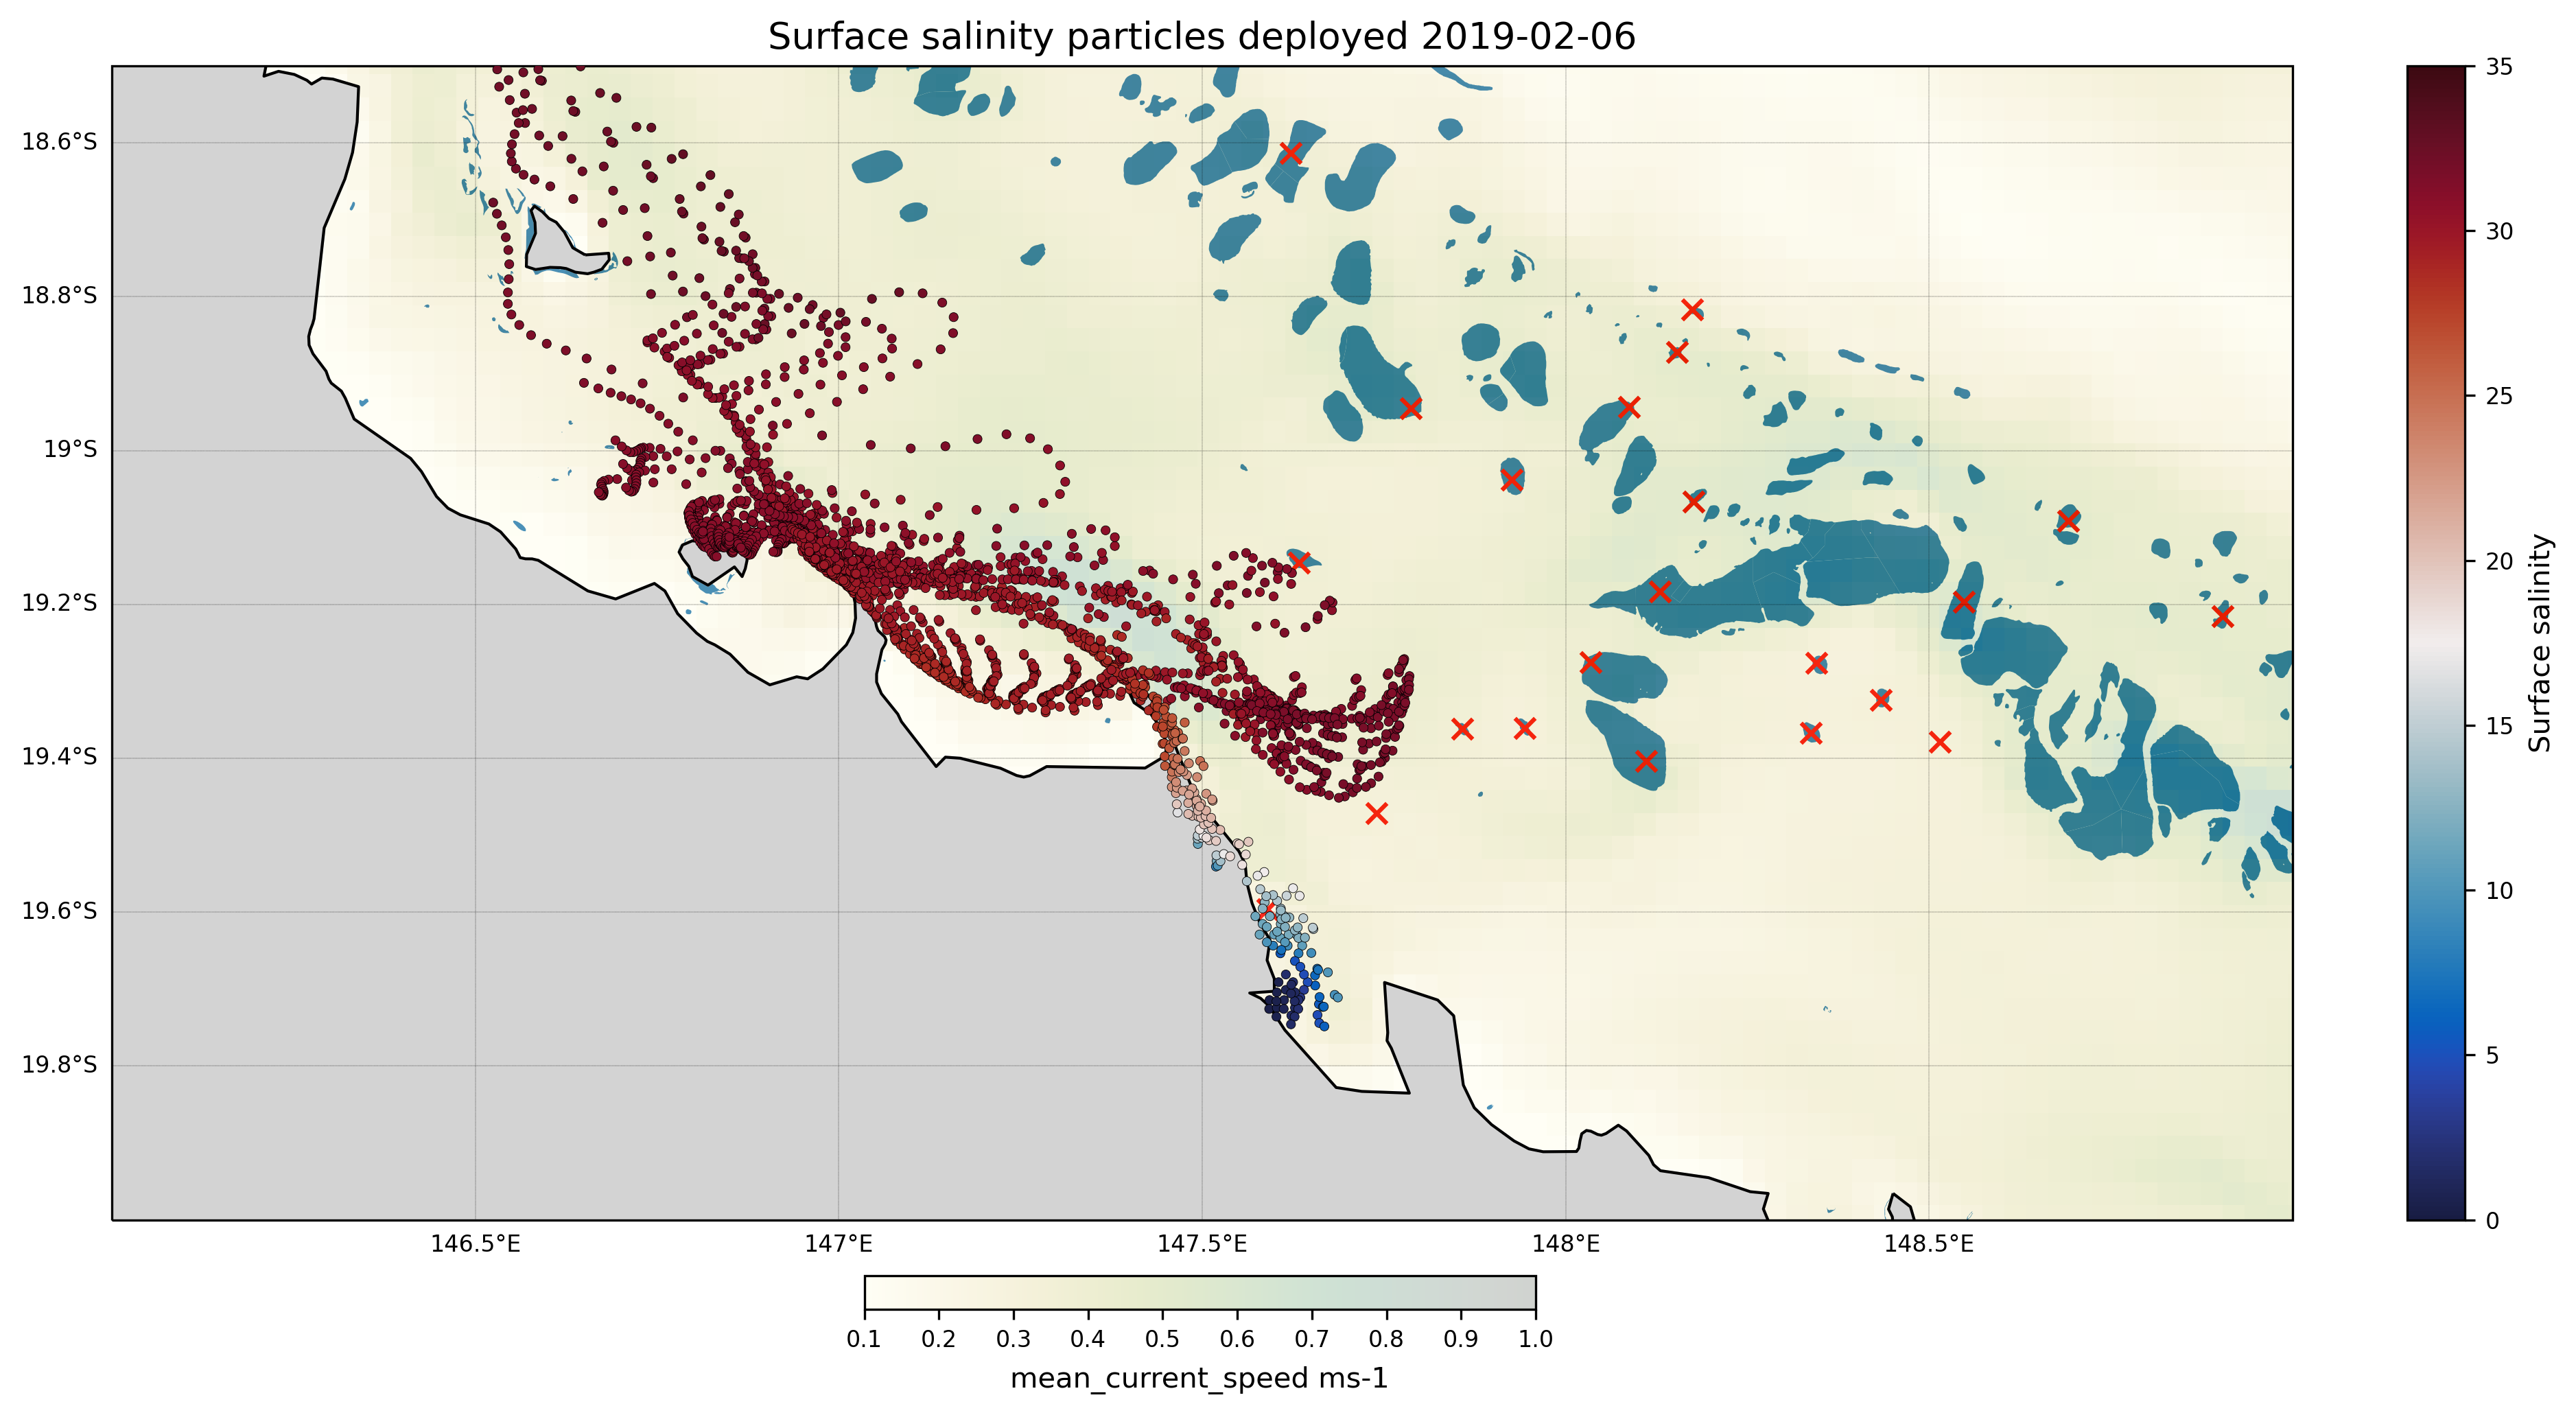 Surface salinity particles deployed 2019-02-06
18.6°S
18.8°S
19°S
19.2°S
19.4°S
19.6°S
19.8°S
146.5°E
147°E
147.5°E
148°E
148.5°E
35
30
25
20
15
10
5
0
Surface salinity
0.1
0.2
0.3
0.4
0.5
0.6
0.7
0.8
0.9
1.0
mean_current_speed ms-1